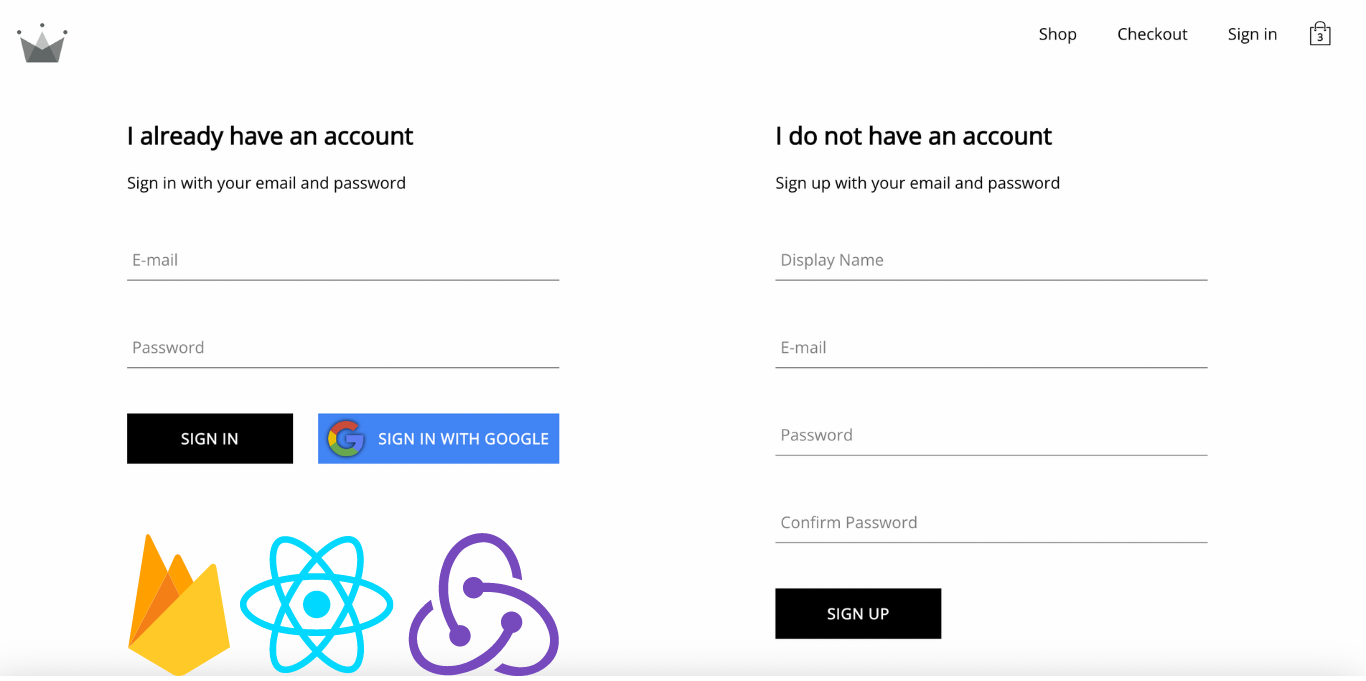 Shop Checkout Sign in 3
I already have an account
Sign in with your email and password
E-mail
Password
SIGN IN SIGN IN WITH GOOGLE
I do not have an account
Sign up with your email and password
Display Name
E-mail
Password
Confirm Password
SIGN UP